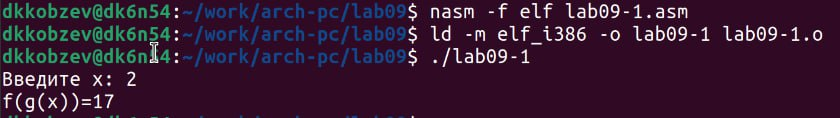 dkkobzev@dk6n54:~/work/arch-pc/lab09$ nasm -f elf lab09-1.asm
dkkobzev@dk6n54:~/work/arch-pc/lab09$ ld -m elf_i386 -o lab09-1 lab09-1.o
dkkobzev@dk6n54:~/work/arch-pc/lab09$ ./lab09-1
Введите x: 2
f(g(x))=17